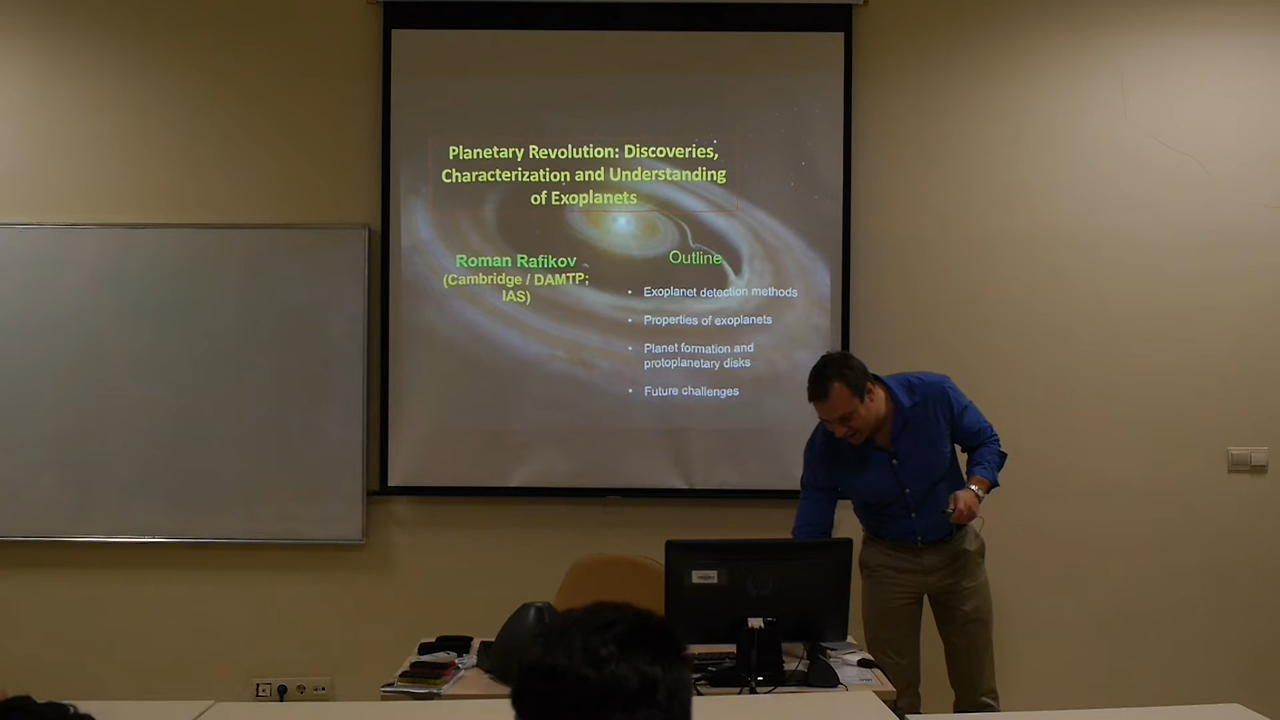 Planetary Revolution: Discoveries,
Characterization and Understanding
of Exoplanets
Roman Rafikov
(Cambridge / DAMTP;
IAS)
Outline
• Exoplanet detection methods
• Properties of exoplanets
• Planet formation and
protoplanetary disks
• Future challenges